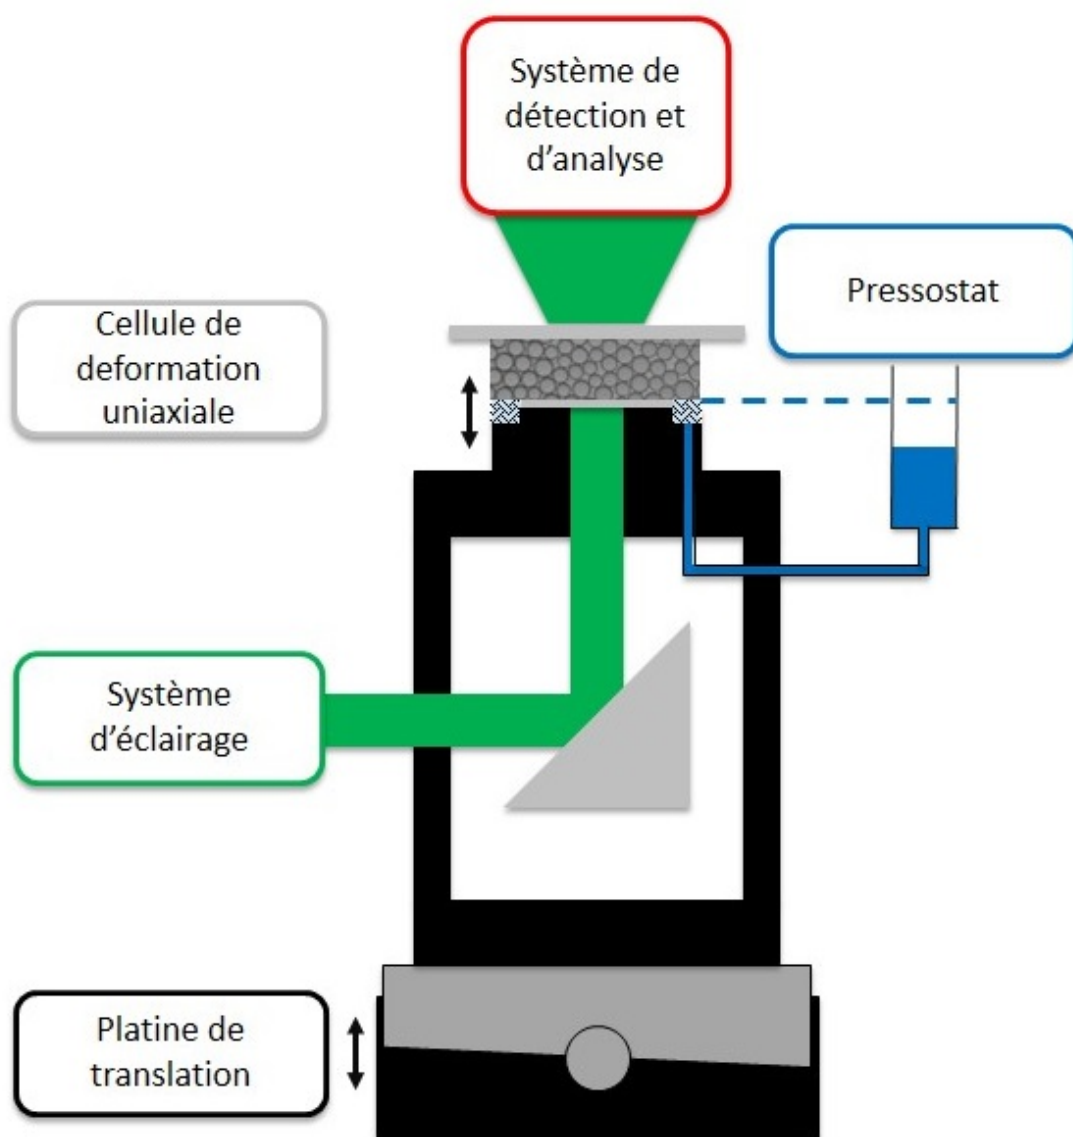 Système de
détection et
d'analyse
Pressostat
Cellule de
deformation
uniaxiale
Système
d'éclairage
Platine de
translation